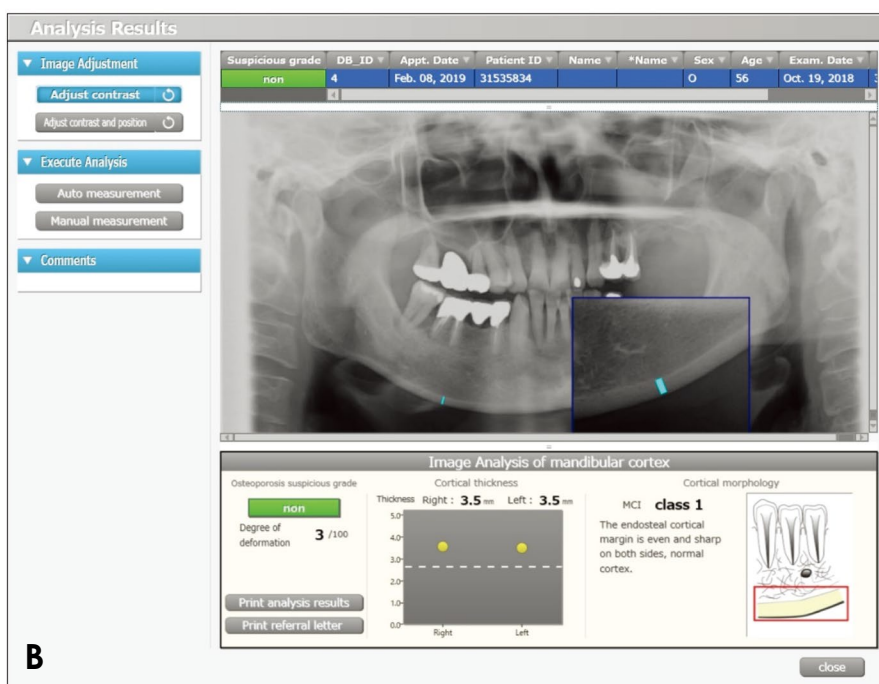 Analysis Results
Image Adjustment
Adjust contrast
Adjust contrast and position
Execute Analysis
Auto measurement
Manual measurement
Comments
Suspicious grade DB_ID Appt. Date Patient ID Name *Name Sex Age Exam. Date
non 4 Feb. 08, 2019 31535834 O 56 Oct. 19, 2018
Image Analysis of mandibular cortex
Osteoporosis suspicious grade
non
Degree of
deformation 3 /100
Print analysis results
Print referral letter
Cortical thickness
Thickness Right : 3.5 mm Left : 3.5 mm
5.0
4.0
3.0
2.0
1.0
0.0
Right Left
Cortical morphology
MCI class 1
The endosteal cortical
margin is even and sharp
on both sides, normal
cortex.
close
B